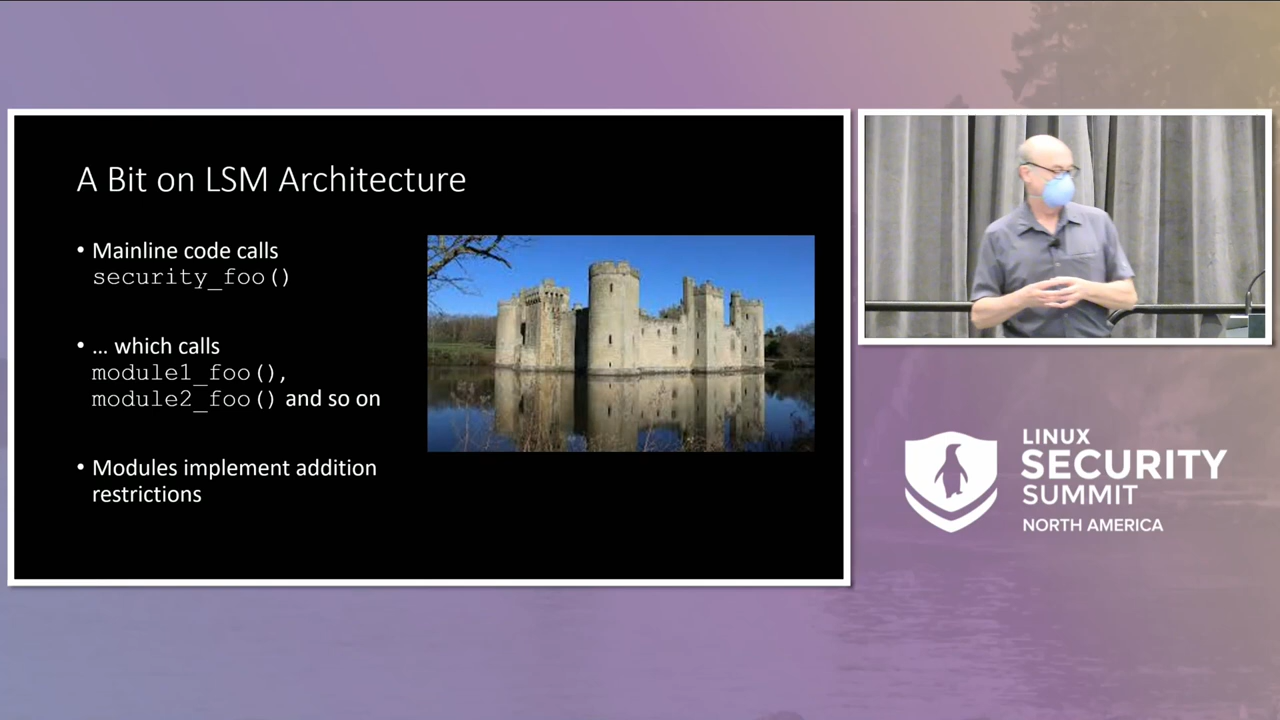 A Bit on LSM Architecture
• Mainline code calls
security_foo()
• … which calls
module1_foo(),
module2_foo() and so on
• Modules implement addition
restrictions
LINUX
SECURITY
SUMMIT
NORTH AMERICA